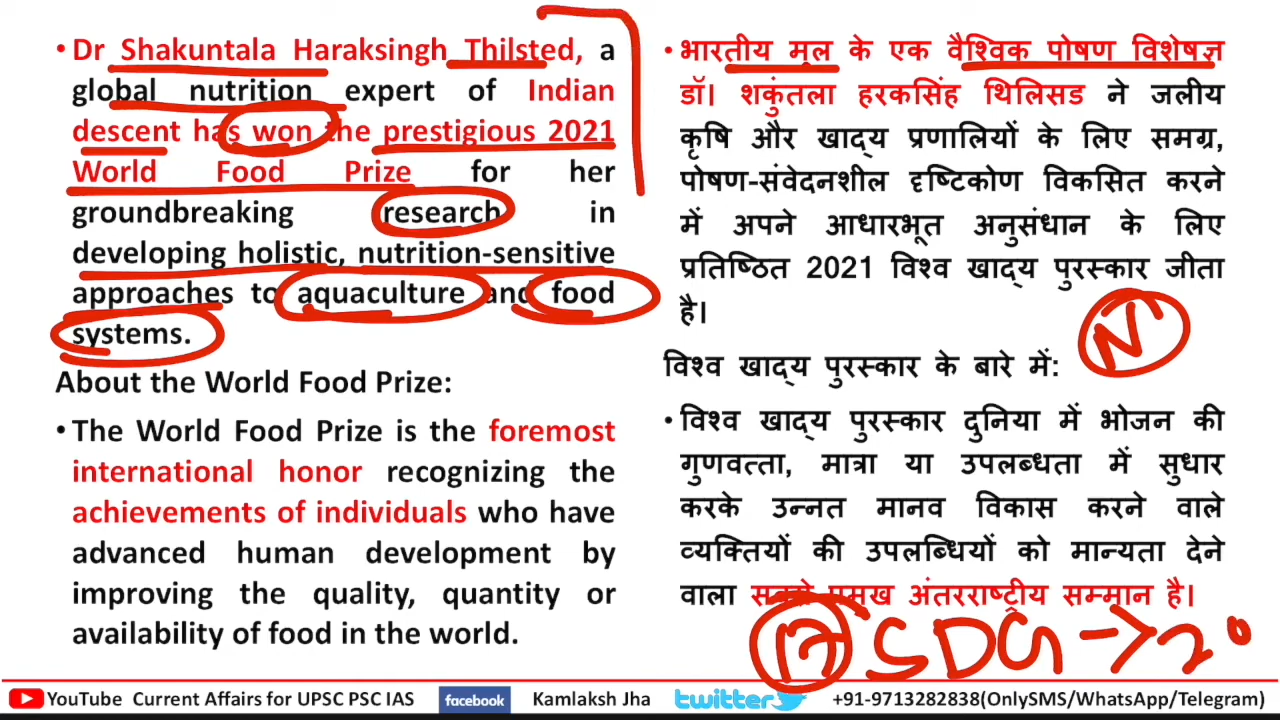 • Dr Shakuntala Haraksingh Thilsted, a
global nutrition expert of Indian
descent has won the prestigious 2021
World Food Prize for her
groundbreaking research in
developing holistic, nutrition-sensitive
approaches to aquaculture and food
systems.
About the World Food Prize:
• The World Food Prize is the foremost
international honor recognizing the
achievements of individuals who have
advanced human development by
improving the quality, quantity or
availability of food in the world.
• भारतीय मूल के एक वैश्विक पोषण विशेषज्ञ
डॉ। शकुंतला हरकसिंह थिलिसड ने जलीय
कृषि और खाद्य प्रणालियों के लिए समग्र,
पोषण-संवेदनशील दृष्टिकोण विकसित करने
में अपने आधारभूत अनुसंधान के लिए
प्रतिष्ठित 2021 विश्व खाद्य पुरस्कार जीता
है।
N
विश्व खाद्य पुरस्कार के बारे में:
• विश्व खाद्य पुरस्कार दुनिया में भोजन की
गुणवत्ता, मात्रा या उपलब्धता में सुधार
करके उन्नत मानव विकास करने वाले
व्यक्तियों की उपलब्धियों को मान्यता देने
वाला सबसे प्रमुख अंतरराष्ट्रीय सम्मान है।
17 SDG → 2
YouTube Current Affairs for UPSC PSC IAS facebook Kamlaksh Jha twitter +91-9713282838(OnlySMS/WhatsApp/Telegram)